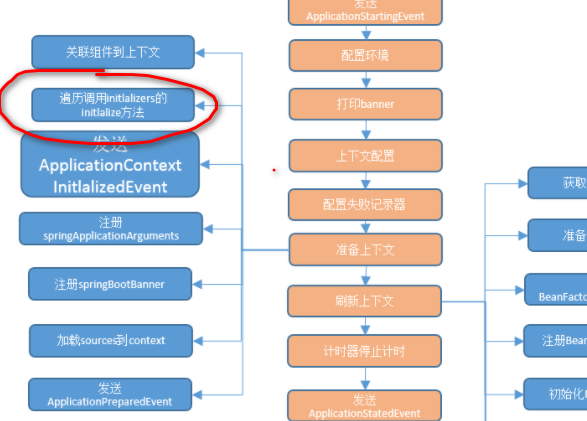 发送
ApplicationStartingEvent
配置环境
打印banner
上下文配置
配置失败记录器
准备上下文
刷新上下文
计时器停止计时
发送
ApplicationStatedEvent
关联组件到上下文
遍历调用initlalizers的
initlalize方法
发送
ApplicationContext
InitlalizedEvent
注册
springApplicationArguments
注册springBootBanner
加载sources到context
发送
ApplicationPreparedEvent
获取
准备
BeanFacto
注册Bean
初始化